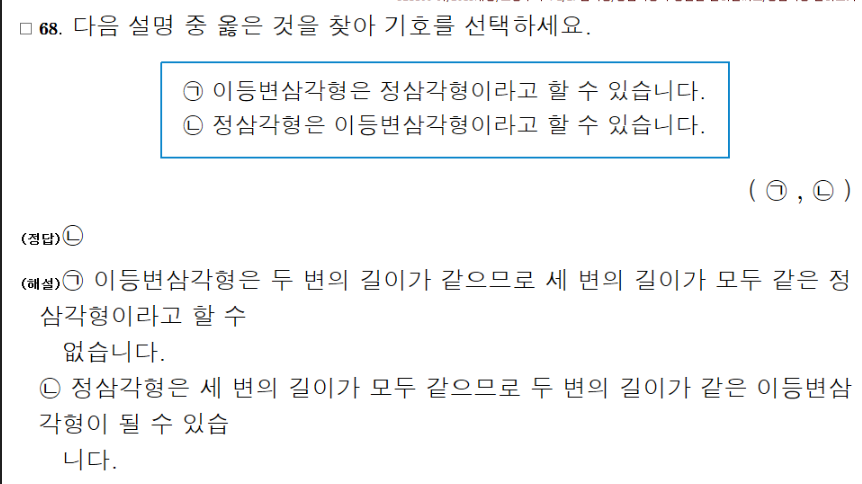 □ 68. 다음 설명 중 옳은 것을 찾아 기호를 선택하세요.
㉠ 이등변삼각형은 정삼각형이라고 할 수 있습니다.
㉡ 정삼각형은 이등변삼각형이라고 할 수 있습니다.
( ㉠ , ㉡ )
(정답)㉡
(해설)㉠ 이등변삼각형은 두 변의 길이가 같으므로 세 변의 길이가 모두 같은 정
삼각형이라고 할 수
없습니다.
㉡ 정삼각형은 세 변의 길이가 모두 같으므로 두 변의 길이가 같은 이등변삼
각형이 될 수 있습
니다.